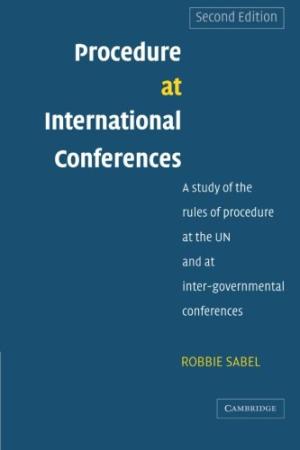 Second Edition
Procedure
at
International
Conferences
A study of the
rules of procedure
at the UN
and at
inter-governmental
conferences
ROBBIE SABEL
CAMBRIDGE